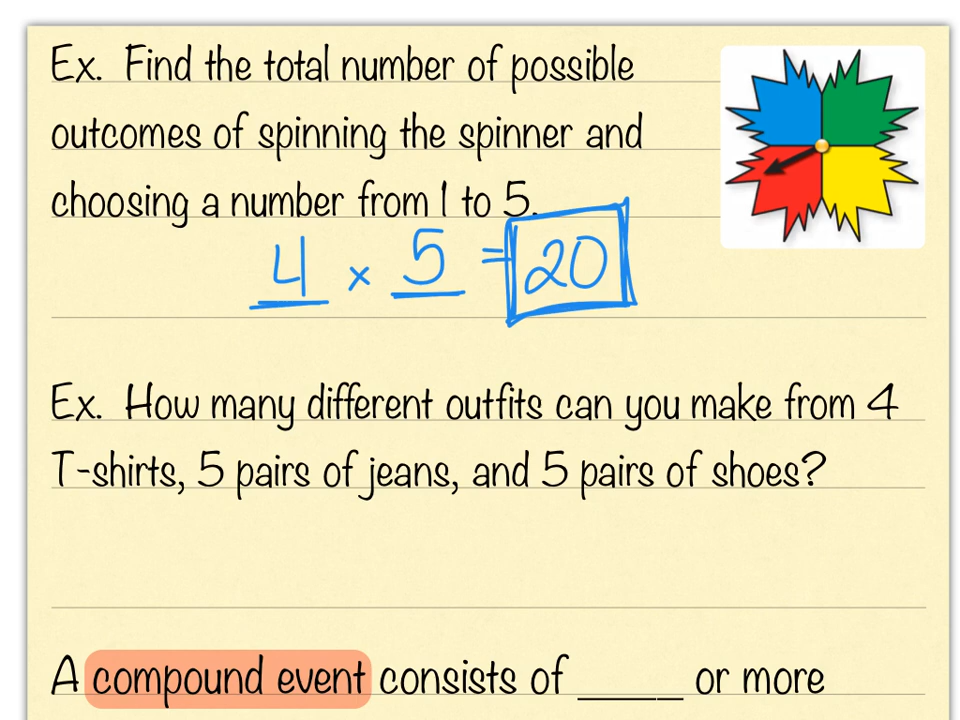 Ex. Find the total number of possible
outcomes of spinning the spinner and
choosing a number from 1 to 5.
4 x 5 = 20
Ex. How many different outfits can you make from 4
T-shirts, 5 pairs of jeans, and 5 pairs of shoes?
A compound event consists of _____ or more